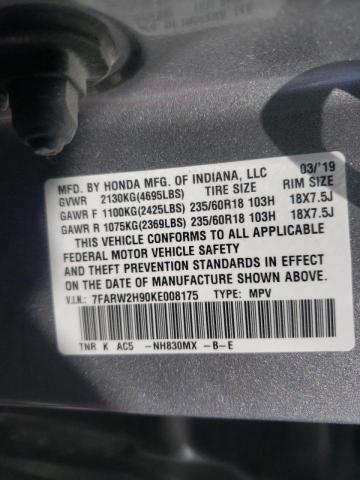 MFD. BY HONDA MFG. OF INDIANA, LLC 03/'19
GVWR 2130KG(4695LBS) TIRE SIZE RIM SIZE
GAWR F 1100KG(2425LBS) 235/60R18 103H 18X7.5J
GAWR R 1075KG(2369LBS) 235/60R18 103H 18X7.5J
THIS VEHICLE CONFORMS TO ALL APPLICABLE
FEDERAL MOTOR VEHICLE SAFETY
AND THEFT PREVENTION STANDARDS IN EFFECT
ON THE DATE OF MANUFACTURE SHOWN ABOVE.
V.I.N.: 7FARW2H90KE008175 TYPE: MPV
TNR K AC5 -NH830MX -B-E